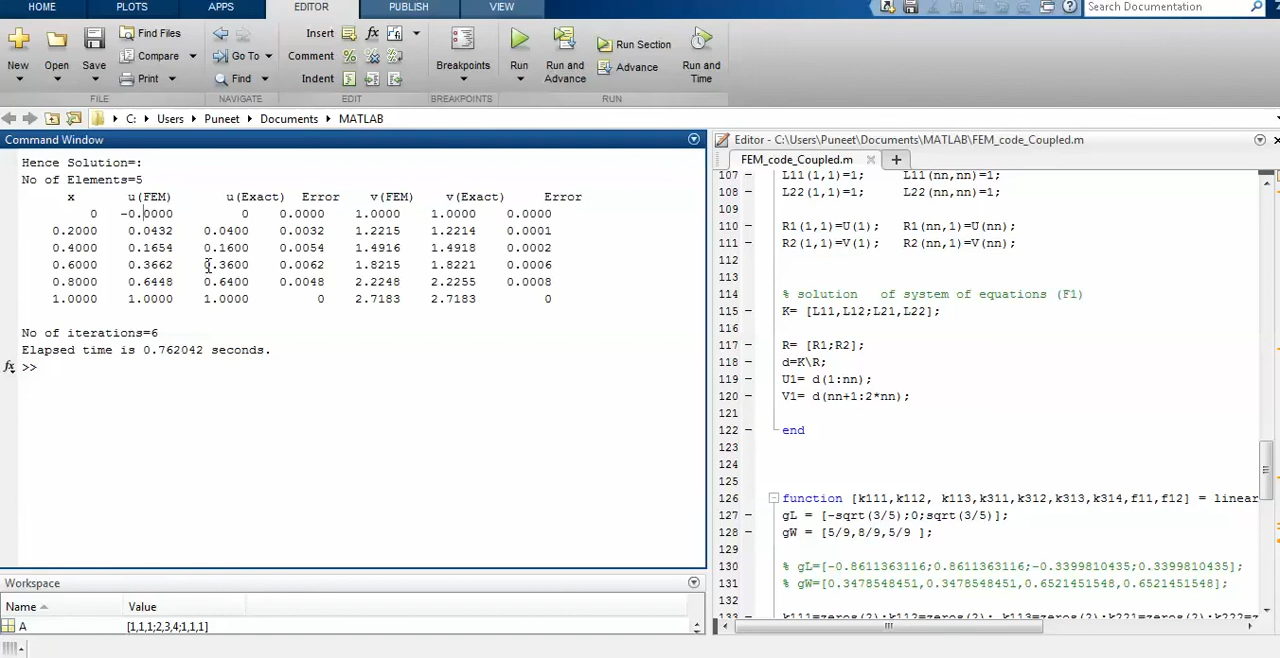 HOME PLOTS APPS EDITOR PUBLISH VIEW Search Documentation
New Open Save Find Files Compare Print
Go To Find
Insert fx
Comment
Indent
Breakpoints
Run Run and Advance Run Section Advance Run and Time
FILE NAVIGATE EDIT BREAKPOINTS RUN
C: Users Puneet Documents MATLAB
Command Window
Hence Solution=:
No of Elements=5
x u(FEM) u(Exact) Error v(FEM) v(Exact) Error
0 -0.0000 0 0.0000 1.0000 1.0000 0.0000
0.2000 0.0432 0.0400 0.0032 1.2215 1.2214 0.0001
0.4000 0.1654 0.1600 0.0054 1.4916 1.4918 0.0002
0.6000 0.3662 0.3600 0.0062 1.8215 1.8221 0.0006
0.8000 0.6448 0.6400 0.0048 2.2248 2.2255 0.0008
1.0000 1.0000 1.0000 0 2.7183 2.7183 0
No of iterations=6
Elapsed time is 0.762042 seconds.
fx >>
Workspace
Name Value
A [1,1,1;2,3,4;1,1,1]
Editor - C:\Users\Puneet\Documents\MATLAB\FEM_code_Coupled.m
FEM_code_Coupled.m
107 L11(1,1)=1; L11(nn,nn)=1;
108 L22(1,1)=1; L22(nn,nn)=1;
109
110 R1(1,1)=U(1); R1(nn,1)=U(nn);
111 R2(1,1)=V(1); R2(nn,1)=V(nn);
112
113
114 % solution of system of equations (F1)
115 K= [L11,L12;L21,L22];
116
117 R= [R1;R2];
118 d=K\R;
119 U1= d(1:nn);
120 V1= d(nn+1:2*nn);
121
122 end
123
124
125
126 function [k111,k112, k113,k311,k312,k313,k314,f11,f12] = linear
127 gL = [-sqrt(3/5);0;sqrt(3/5)];
128 gW = [5/9,8/9,5/9 ];
129
130 % gL=[-0.8611363116;0.8611363116;-0.3399810435;0.3399810435];
131 % gW=[0.3478548451,0.3478548451,0.6521451548,0.6521451548];
132
133 k111=zeros(2);k112=zeros(2); k113=zeros(2);k221=zeros(2);k222=z